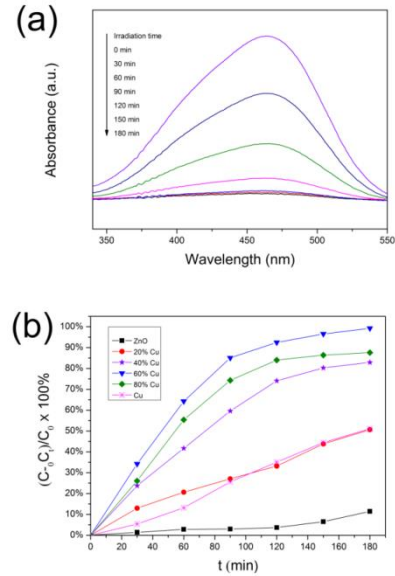 (a)
Irradiation time
0 min
30 min
60 min
90 min
120 min
150 min
180 min
Absorbance (a.u.)
350 400 450 500 550
Wavelength (nm)
(b)
100%
90%
80%
70%
60%
50%
40%
30%
20%
10%
0%
ZnO
20% Cu
40% Cu
60% Cu
80% Cu
Cu
(C-₀Cₜ)/C₀ x 100%
0 20 40 60 80 100 120 140 160 180
t (min)